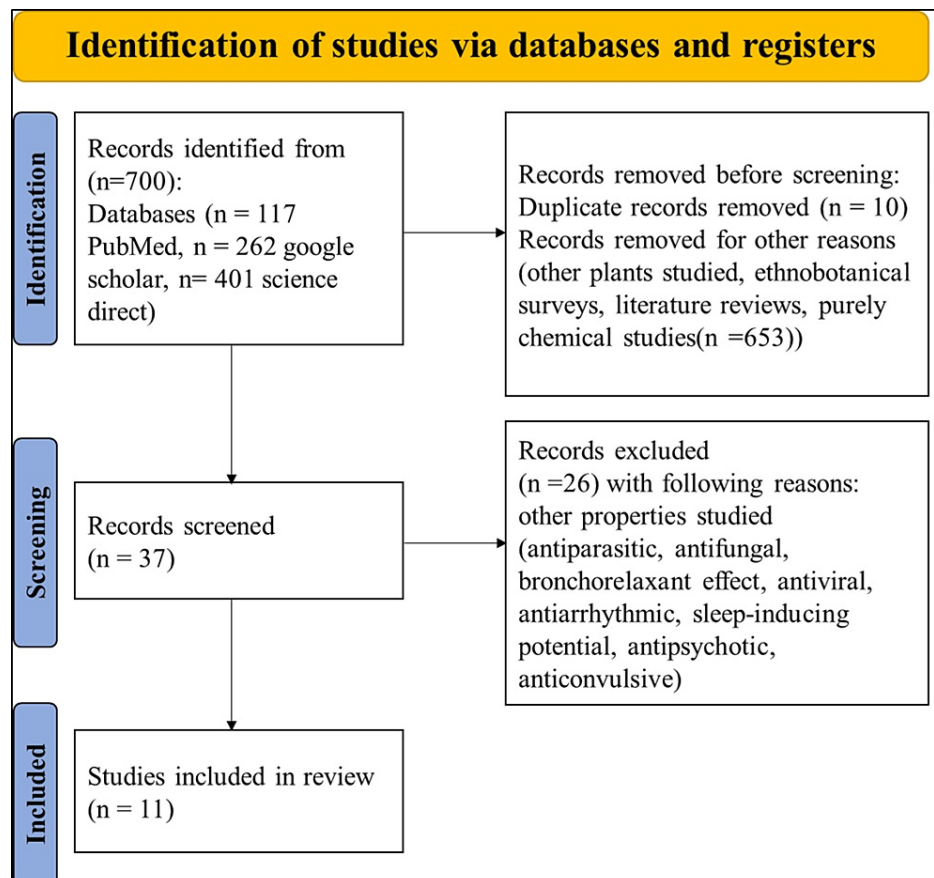 Identification of studies via databases and registers
Identification
Records identified from
(n=700):
Databases (n = 117
PubMed, n = 262 google
scholar, n= 401 science
direct)
Records removed before screening:
Duplicate records removed (n = 10)
Records removed for other reasons
(other plants studied, ethnobotanical
surveys, literature reviews, purely
chemical studies(n =653))
Screening
Records screened
(n = 37)
Records excluded
(n =26) with following reasons:
other properties studied
(antiparasitic, antifungal,
bronchorelaxant effect, antiviral,
antiarrhythmic, sleep-inducing
potential, antipsychotic,
anticonvulsive)
Included
Studies included in review
(n = 11)